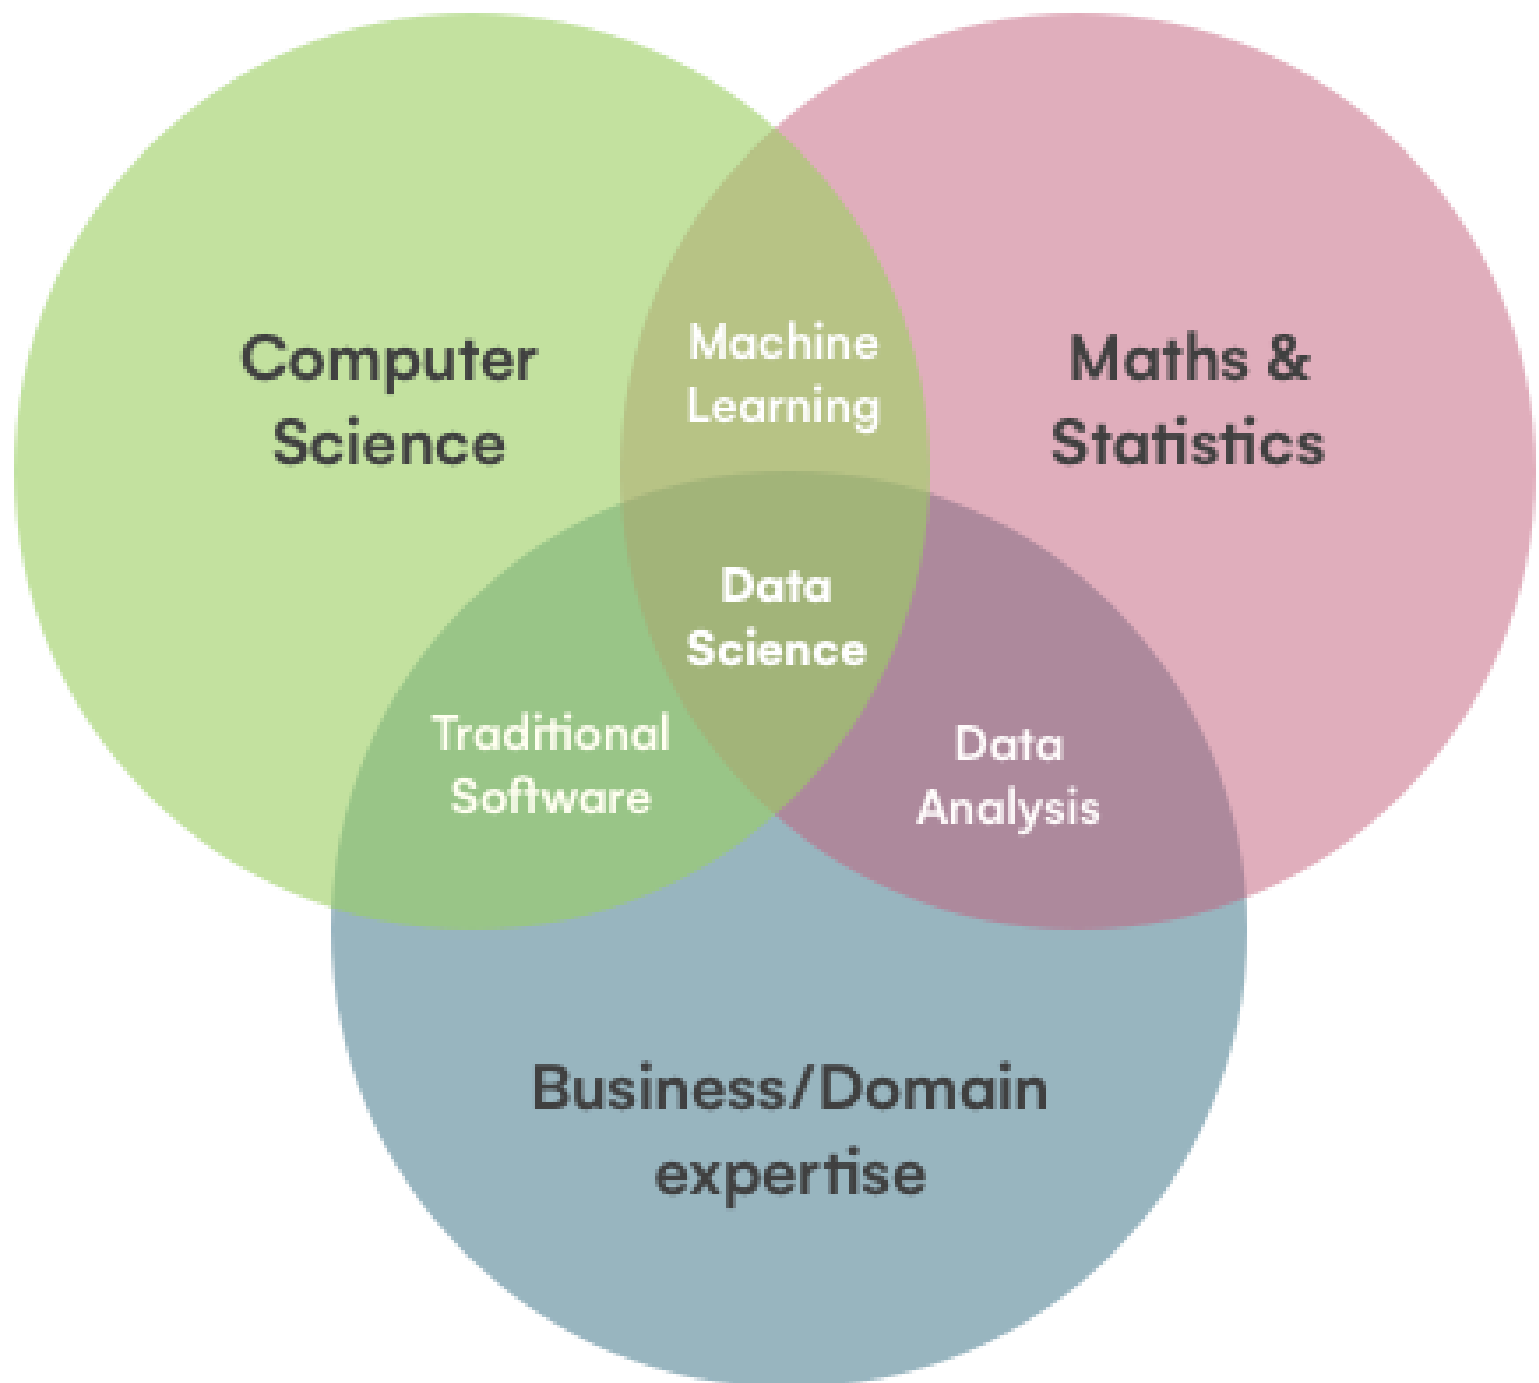 Computer
Science
Machine
Learning
Maths &
Statistics
Data
Science
Traditional
Software
Data
Analysis
Business/Domain
expertise